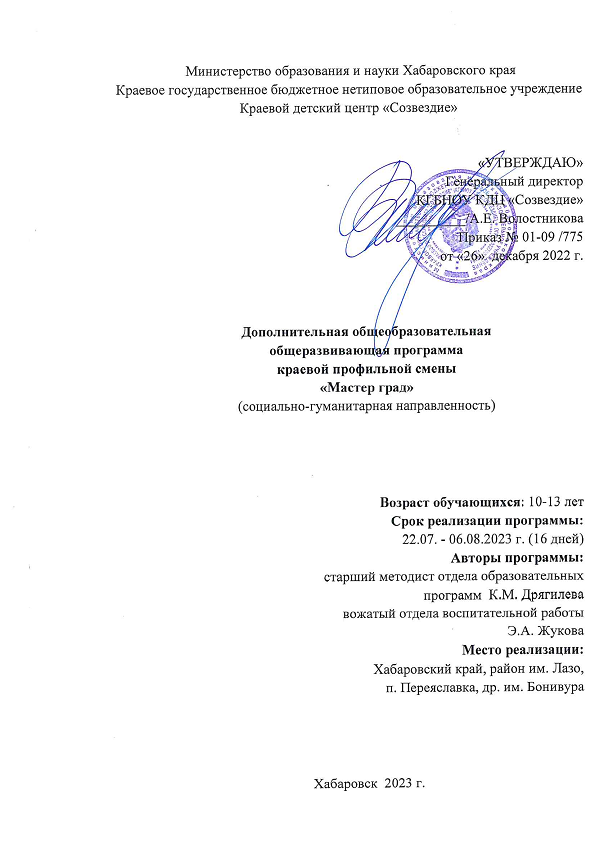 Министерство образования и науки Хабаровского края
Краевое государственное бюджетное нетиповое образовательное учреждение
Краевой детский центр «Созвездие»
«УТВЕРЖДАЮ»
Генеральный директор
КГБНОУ КДЦ «Созвездие»
/А.Е. Волостникова
Приказ № 01-09 /775
от «26» декабря 2022 г.
Дополнительная общеобразовательная
общеразвивающая программа
краевой профильной смены
«Мастер град»
(социально-гуманитарная направленность)
Возраст обучающихся: 10-13 лет
Срок реализации программы:
22.07. - 06.08.2023 г. (16 дней)
Авторы программы:
старший методист отдела образовательных
программ К.М. Дрягилева
вожатый отдела воспитательной работы
Э.А. Жукова
Место реализации:
Хабаровский край, район им. Лазо,
п. Переяславка, др. им. Бонивура
Хабаровск 2023 г.